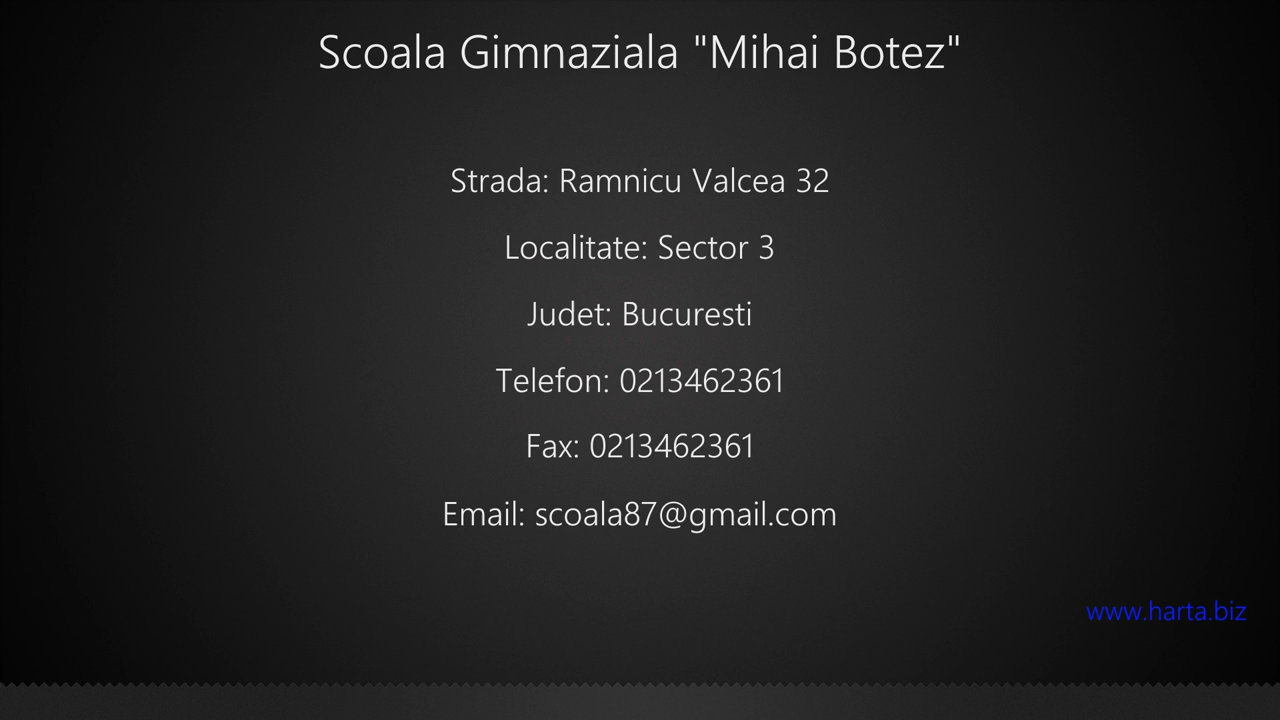 Scoala Gimnaziala "Mihai Botez"
Strada: Ramnicu Valcea 32
Localitate: Sector 3
Judet: Bucuresti
Telefon: 0213462361
Fax: 0213462361
Email: scoala87@gmail.com
www.harta.biz